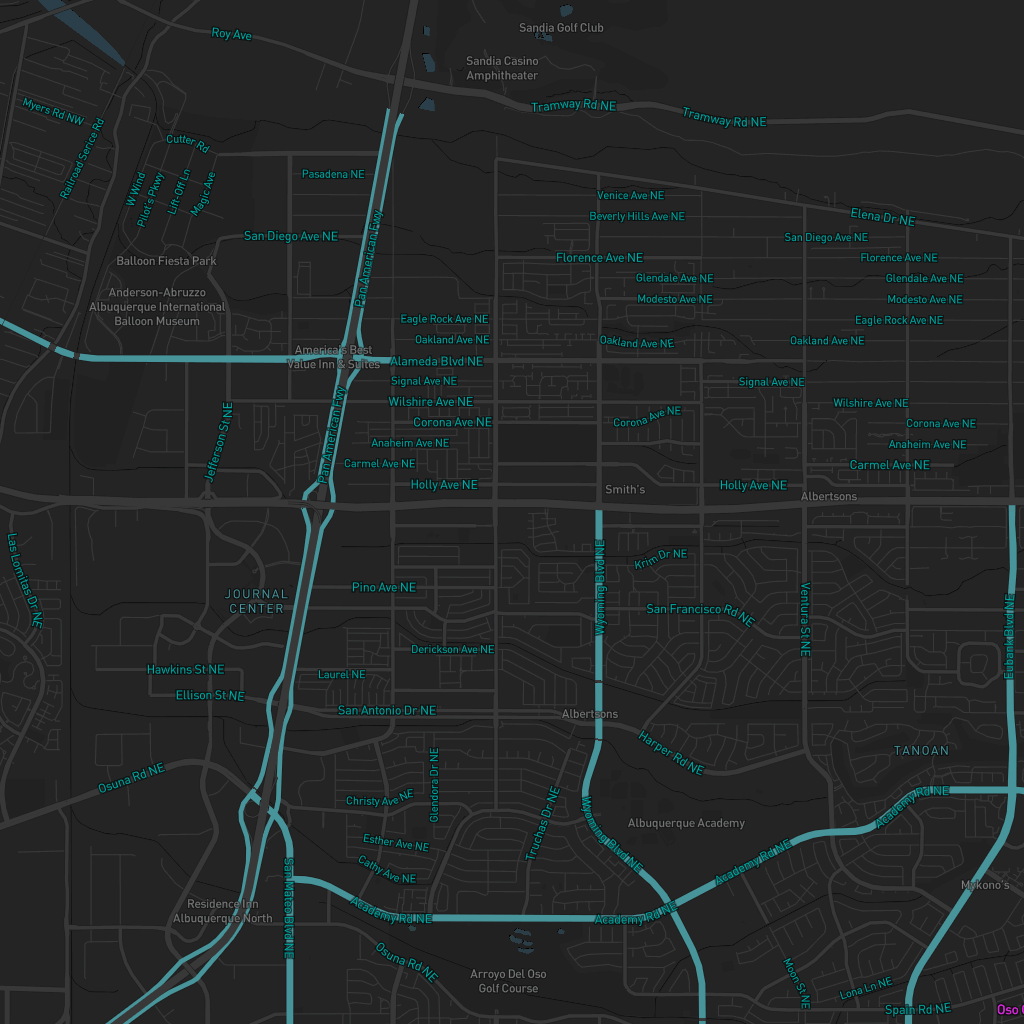 Sandia Golf Club
Roy Ave
Sandia Casino
Amphitheater
Tramway Rd NE
Tramway Rd NE
Myers Rd NW
Railroad Serice Rd
Cutter Rd
W Wind
Pilot's Pkwy
Lift-Off Ln
Magic Ave
Pasadena NE
Venice Ave NE
Beverly Hills Ave NE
Elena Dr NE
San Diego Ave NE
San Diego Ave NE
Pan American Fwy
Balloon Fiesta Park
Florence Ave NE
Florence Ave NE
Glendale Ave NE
Glendale Ave NE
Anderson-Abruzzo
Albuquerque International
Balloon Museum
Modesto Ave NE
Modesto Ave NE
Eagle Rock Ave NE
Eagle Rock Ave NE
Oakland Ave NE
Oakland Ave NE
Oakland Ave NE
America's Best
Value Inn & Suites
Alameda Blvd NE
Signal Ave NE
Signal Ave NE
Wilshire Ave NE
Wilshire Ave NE
Jefferson St NE
Pan American Fwy
Corona Ave NE
Corona Ave NE
Corona Ave NE
Anaheim Ave NE
Anaheim Ave NE
Carmel Ave NE
Carmel Ave NE
Holly Ave NE
Smith's
Holly Ave NE
Albertsons
Las Lomitas Dr NE
Krim Dr NE
Wyoming Blvd NE
JOURNAL
CENTER
Pino Ave NE
San Francisco Rd NE
Ventura St NE
Eubank Blvd NE
Derickson Ave NE
Hawkins St NE
Laurel NE
Ellison St NE
San Antonio Dr NE
Albertsons
Harper Rd NE
TANOAN
Osuna Rd NE
Glendora Dr NE
Christy Ave NE
Academy Rd NE
Truchas Dr NE
Wyoming Blvd NE
Albuquerque Academy
Esther Ave NE
Cathy Ave NE
Academy Rd NE
San Mateo Blvd NE
Mykono's
Residence Inn
Albuquerque North
Academy Rd NE
Academy Rd NE
Osuna Rd NE
Arroyo Del Oso
Golf Course
Moon St NE
Lona Ln NE
Spain Rd NE
Oso